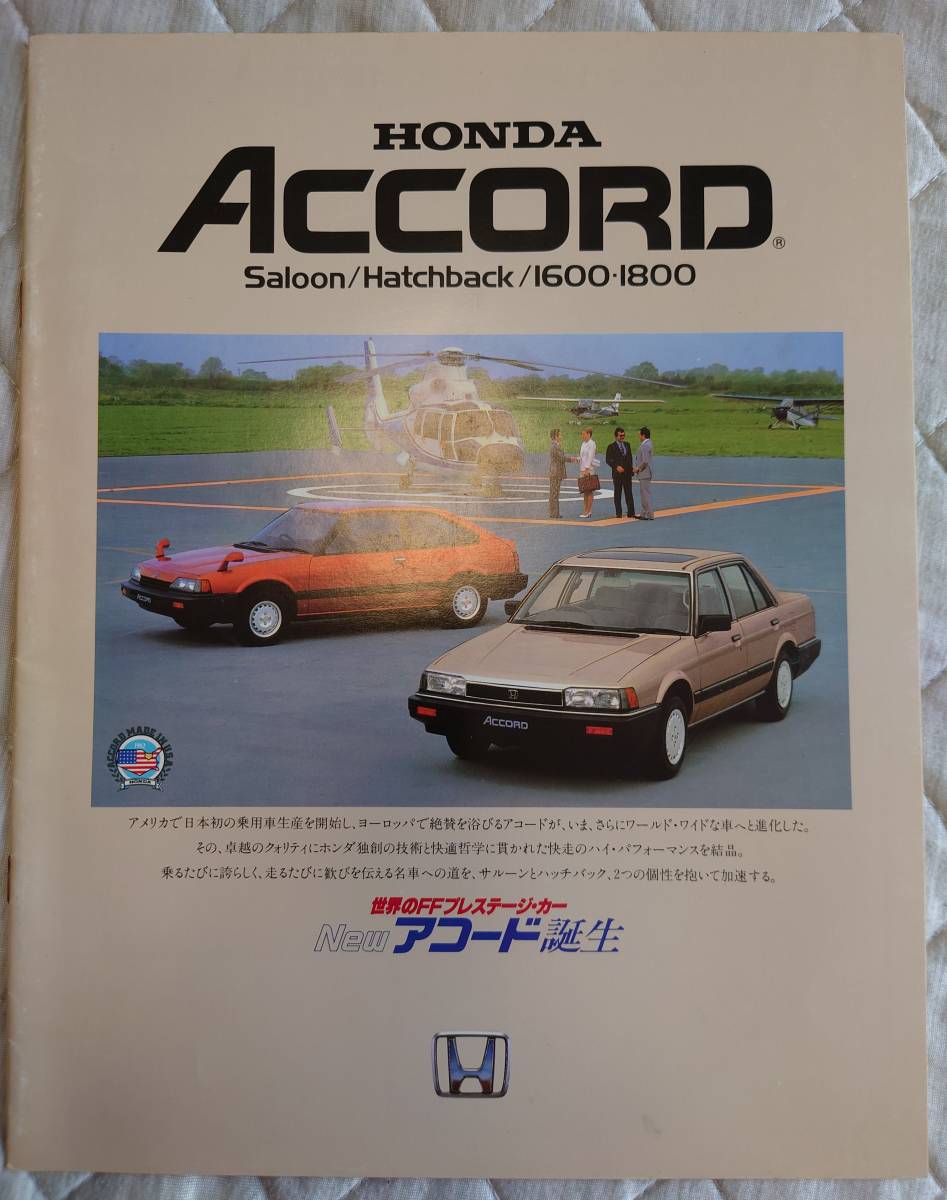 HONDA
ACCORD®
Saloon/Hatchback/1600·1800
ACCORD
ACCORD
ACCORD MADE IN U.S.A.
1982
HONDA
アメリカで日本初の乗用車生産を開始し、ヨーロッパで絶賛を浴びるアコードが、いま、さらにワールド・ワイドな車へと進化した。
その、卓越のクォリティにホンダ独創の技術と快適哲学に貫かれた快走のハイ・パフォーマンスを結晶。
乗るたびに誇らしく、走るたびに歓びを伝える名車への道を、サルーンとハッチバック、2つの個性を抱いて加速する。
世界のFFプレステージ・カー
New アコード誕生